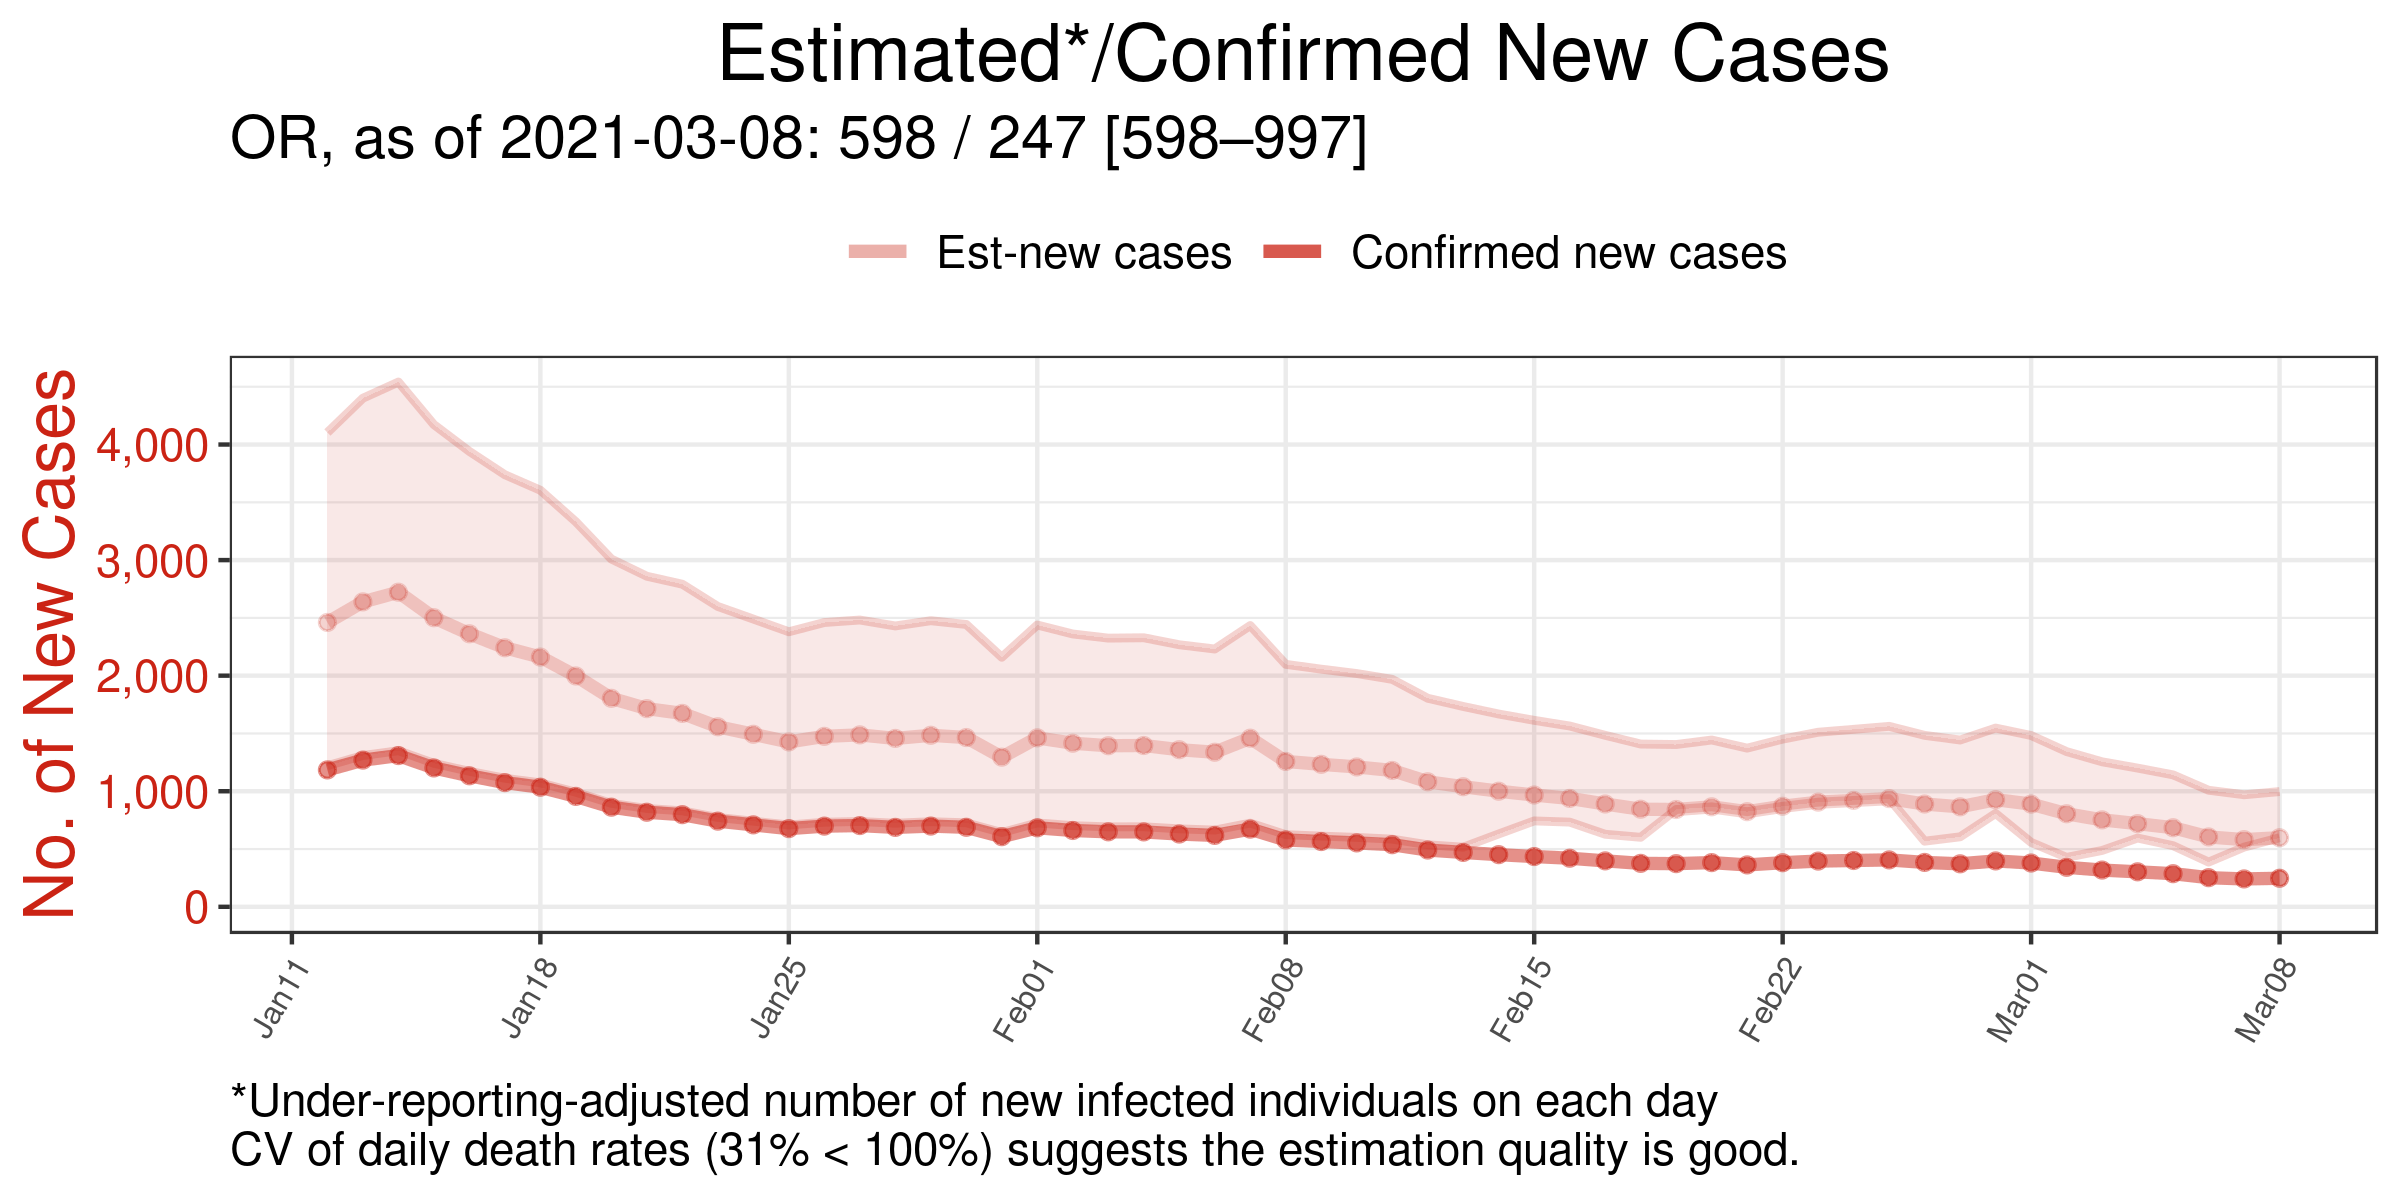 Estimated*/Confirmed New Cases
OR, as of 2021-03-08: 598 / 247 [598–997]
Est-new cases
Confirmed new cases
No. of New Cases
4,000
3,000
2,000
1,000
0
Jan11
Jan18
Jan25
Feb01
Feb08
Feb15
Feb22
Mar01
Mar08
*Under-reporting-adjusted number of new infected individuals on each day
CV of daily death rates (31% < 100%) suggests the estimation quality is good.